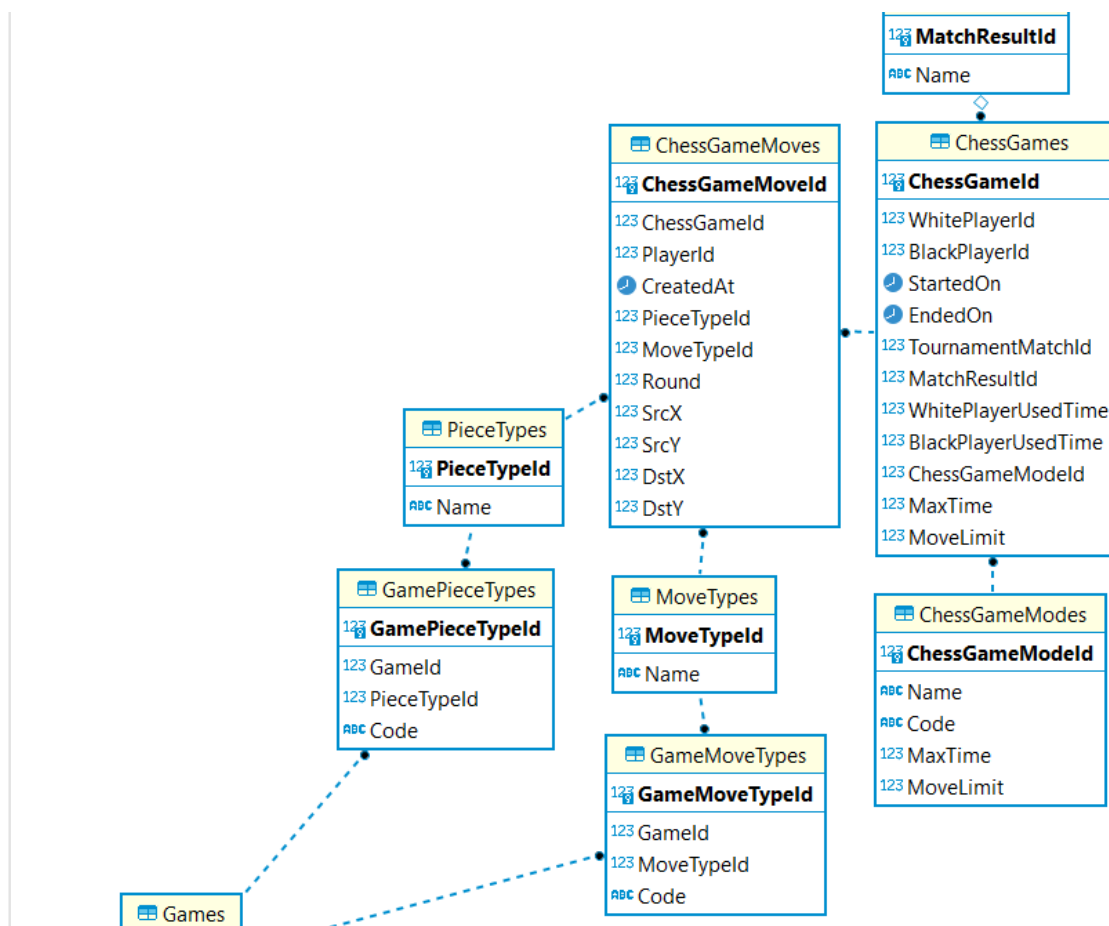 MatchResultId
Name
ChessGameMoves
ChessGameMoveId
ChessGameId
PlayerId
CreatedAt
PieceTypeId
MoveTypeId
Round
SrcX
SrcY
DstX
DstY
ChessGames
ChessGameId
WhitePlayerId
BlackPlayerId
StartedOn
EndedOn
TournamentMatchId
MatchResultId
WhitePlayerUsedTime
BlackPlayerUsedTime
ChessGameModeId
MaxTime
MoveLimit
PieceTypes
PieceTypeId
Name
GamePieceTypes
GamePieceTypeId
GameId
PieceTypeId
Code
MoveTypes
MoveTypeId
Name
ChessGameModes
ChessGameModeId
Name
Code
MaxTime
MoveLimit
GameMoveTypes
GameMoveTypeId
GameId
MoveTypeId
Code
Games